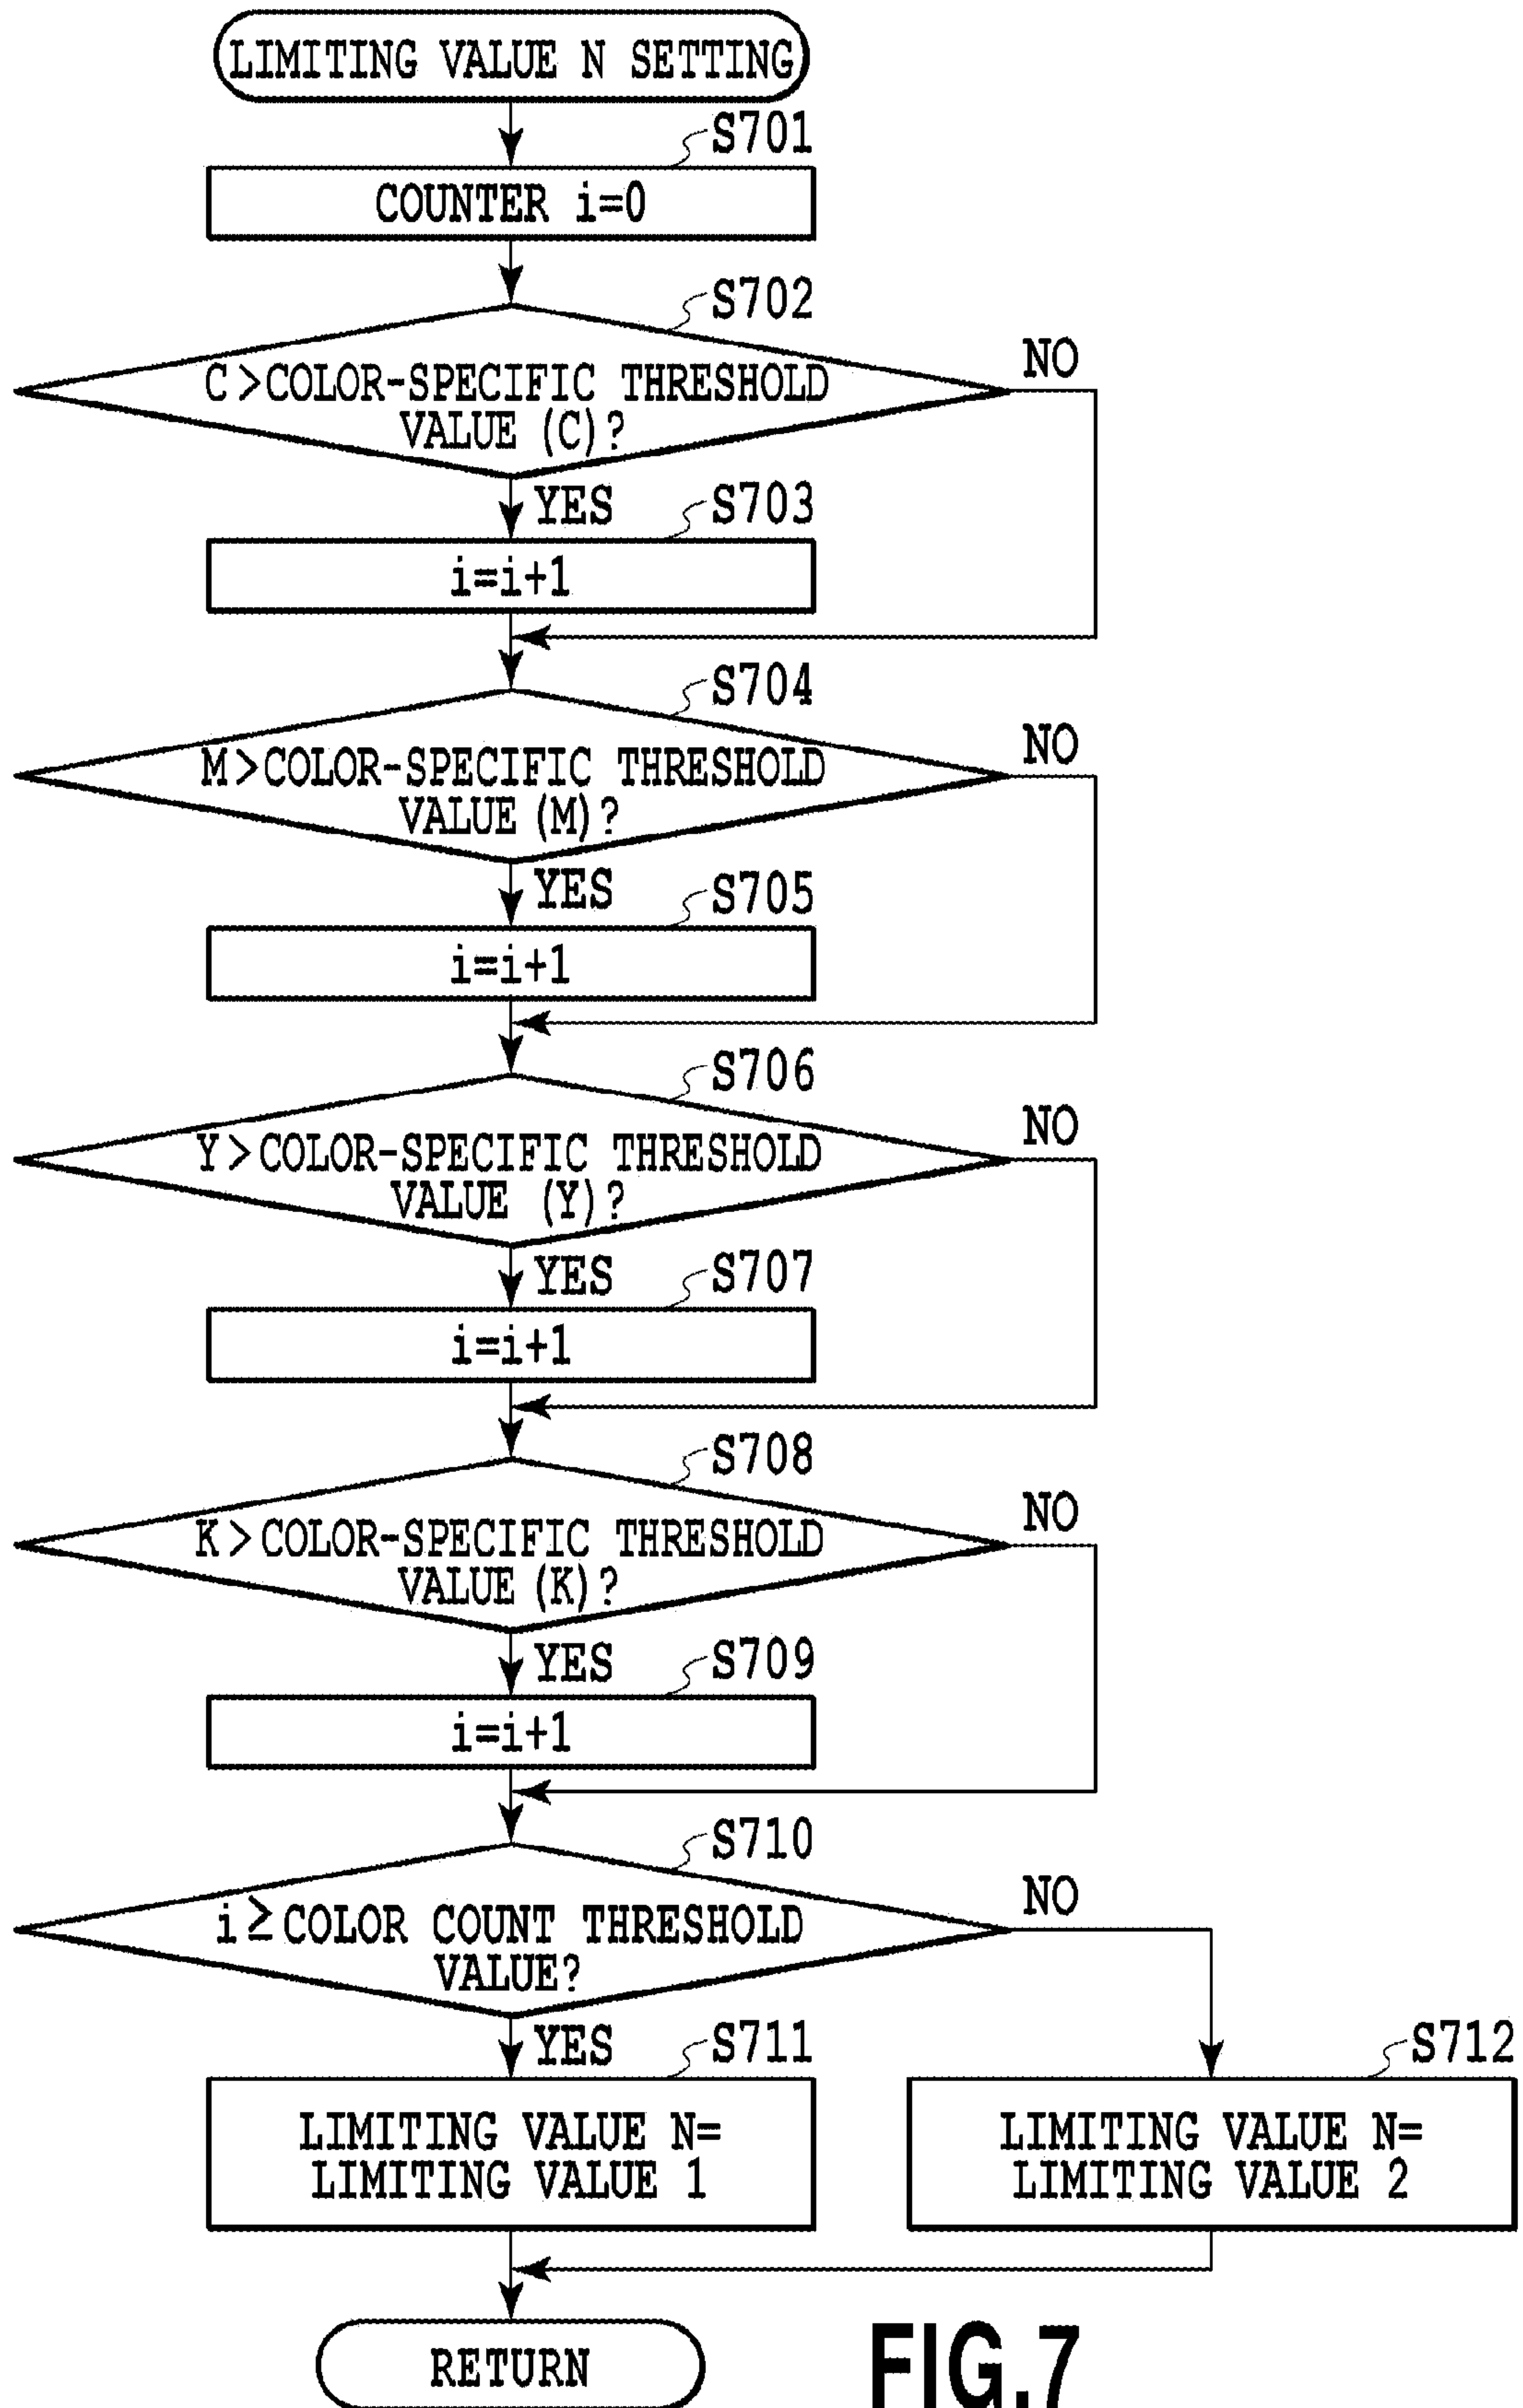 LIMITING VALUE N SETTING
S701
COUNTER i=0
S702
C>COLOR-SPECIFIC THRESHOLD
VALUE (C)?
NO
YES
S703
i=i+1
S704
M>COLOR-SPECIFIC THRESHOLD
VALUE (M)?
NO
YES
S705
i=i+1
S706
Y>COLOR-SPECIFIC THRESHOLD
VALUE (Y)?
NO
YES
S707
i=i+1
S708
K>COLOR-SPECIFIC THRESHOLD
VALUE (K)?
NO
YES
S709
i=i+1
S710
i≥COLOR COUNT THRESHOLD
VALUE?
NO
YES
S711
LIMITING VALUE N=
LIMITING VALUE 1
S712
LIMITING VALUE N=
LIMITING VALUE 2
RETURN
FIG.7